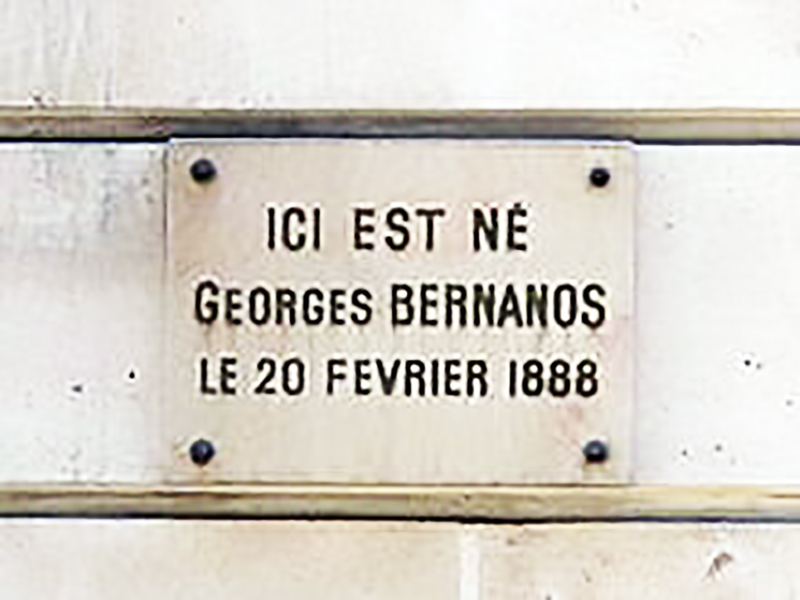 ICI EST NÉ
GEORGES BERNANOS
LE 20 FEVRIER 1888